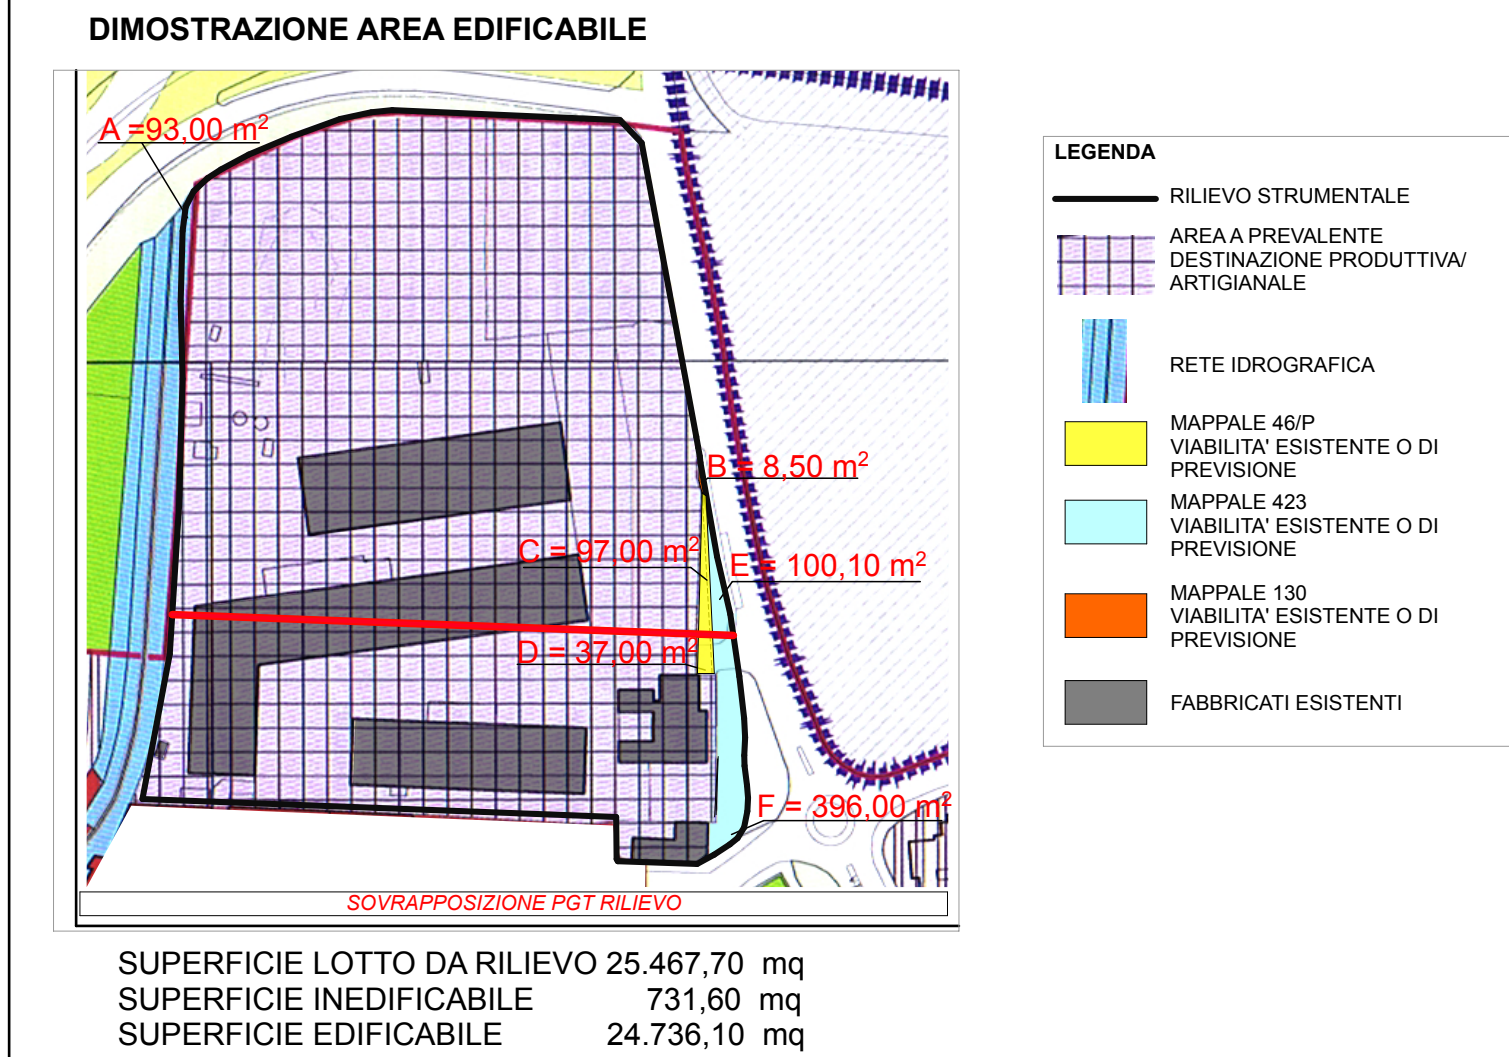 DIMOSTRAZIONE AREA EDIFICABILE
A =93,00 m²
B = 8,50 m²
C = 97,00 m²
E = 100,10 m²
D = 37,00 m²
F = 396,00 m²
SOVRAPPOSIZIONE PGT RILIEVO
LEGENDA
RILIEVO STRUMENTALE
AREA A PREVALENTE
DESTINAZIONE PRODUTTIVA/
ARTIGIANALE
RETE IDROGRAFICA
MAPPALE 46/P
VIABILITA' ESISTENTE O DI
PREVISIONE
MAPPALE 423
VIABILITA' ESISTENTE O DI
PREVISIONE
MAPPALE 130
VIABILITA' ESISTENTE O DI
PREVISIONE
FABBRICATI ESISTENTI
SUPERFICIE LOTTO DA RILIEVO 25.467,70 mq
SUPERFICIE INEDIFICABILE 731,60 mq
SUPERFICIE EDIFICABILE 24.736,10 mq